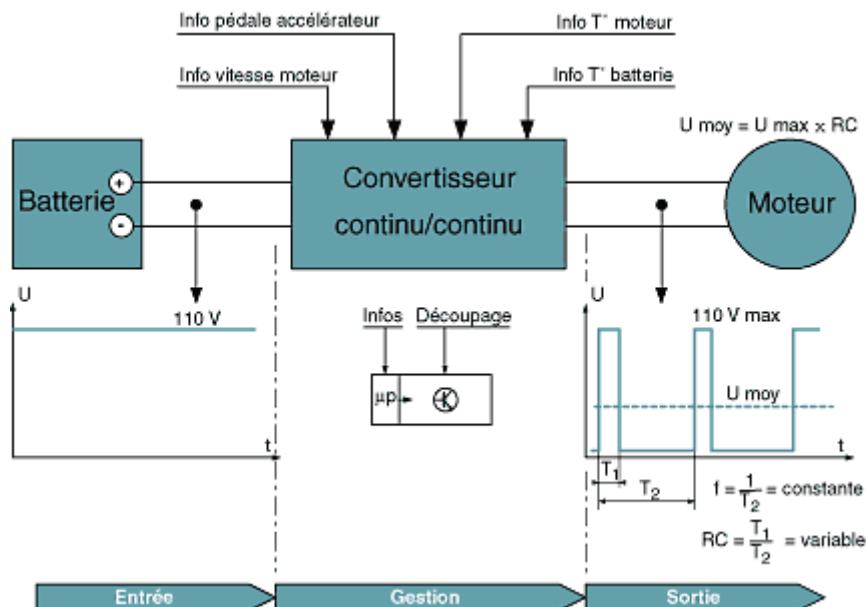 Info pédale accélérateur
Info T° moteur
Info vitesse moteur
Info T° batterie
U moy = U max x RC
Batterie
+
-
Convertisseur
continu/continu
Moteur
U
110 V
t
Infos
Découpage
µp
U
110 V max
U moy
t
T1
T2
f = 1/T2 = constante
RC = T1/T2 = variable
Entrée
Gestion
Sortie